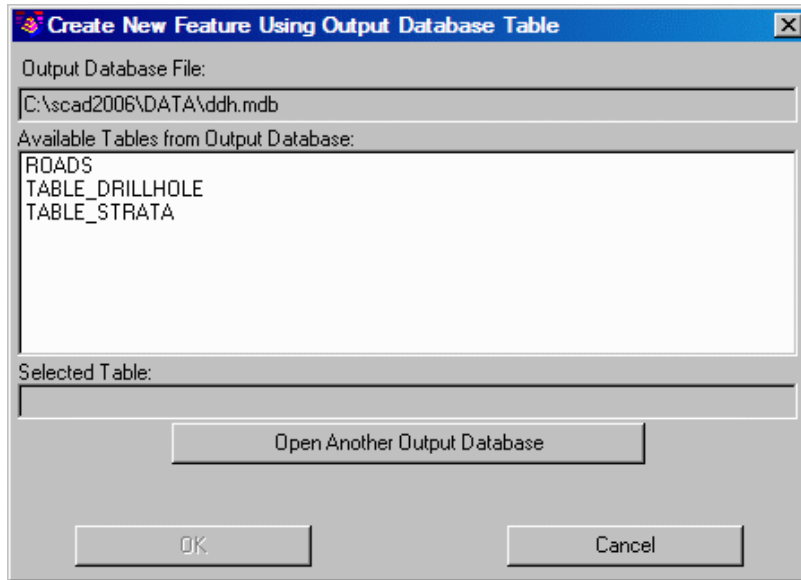 Create New Feature Using Output Database Table
Output Database File:
C:\scad2006\DATA\ddh.mdb
Available Tables from Output Database:
ROADS
TABLE_DRILLHOLE
TABLE_STRATA
Selected Table:
Open Another Output Database
OK
Cancel